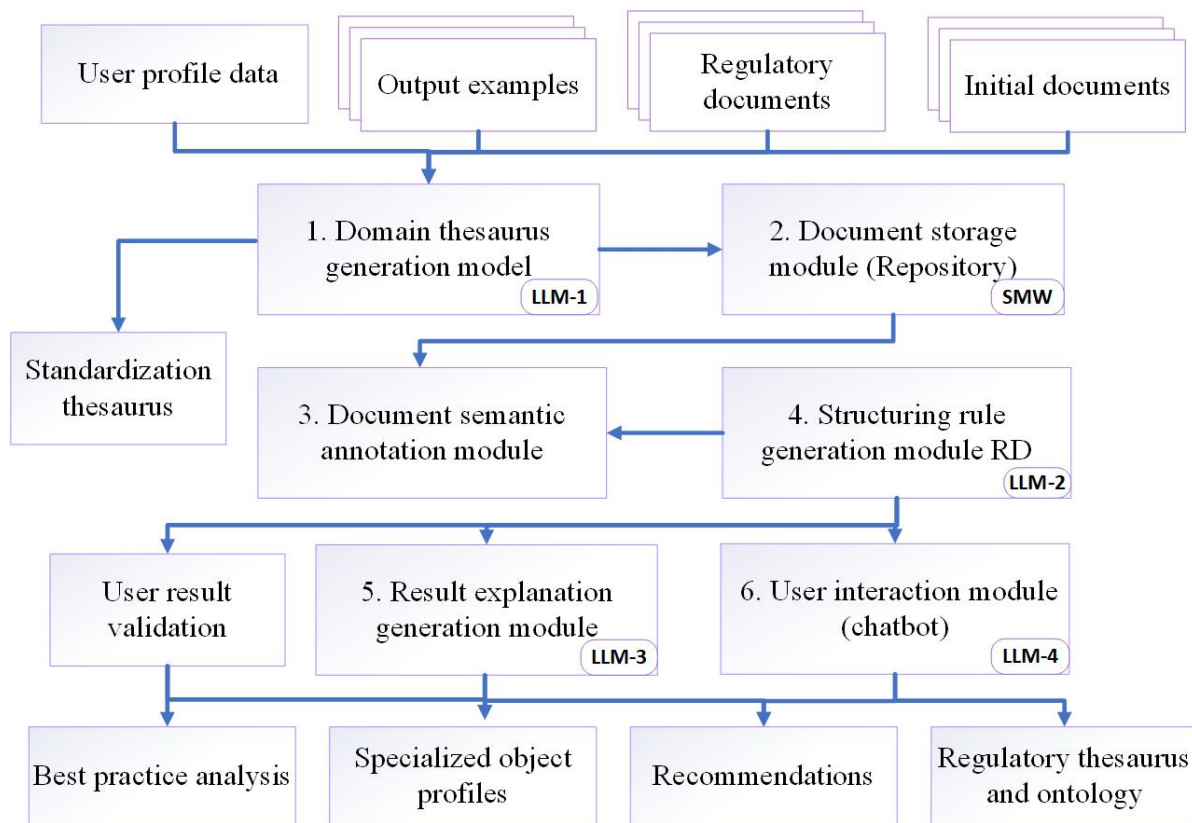 User profile data
Output examples
Regulatory
documents
Initial documents
1. Domain thesaurus
generation model
LLM-1
2. Document storage
module (Repository)
SMW
Standardization
thesaurus
3. Document semantic
annotation module
4. Structuring rule
generation module RD
LLM-2
User result
validation
5. Result explanation
generation module
LLM-3
6. User interaction module
(chatbot)
LLM-4
Best practice analysis
Specialized object
profiles
Recommendations
Regulatory thesaurus
and ontology